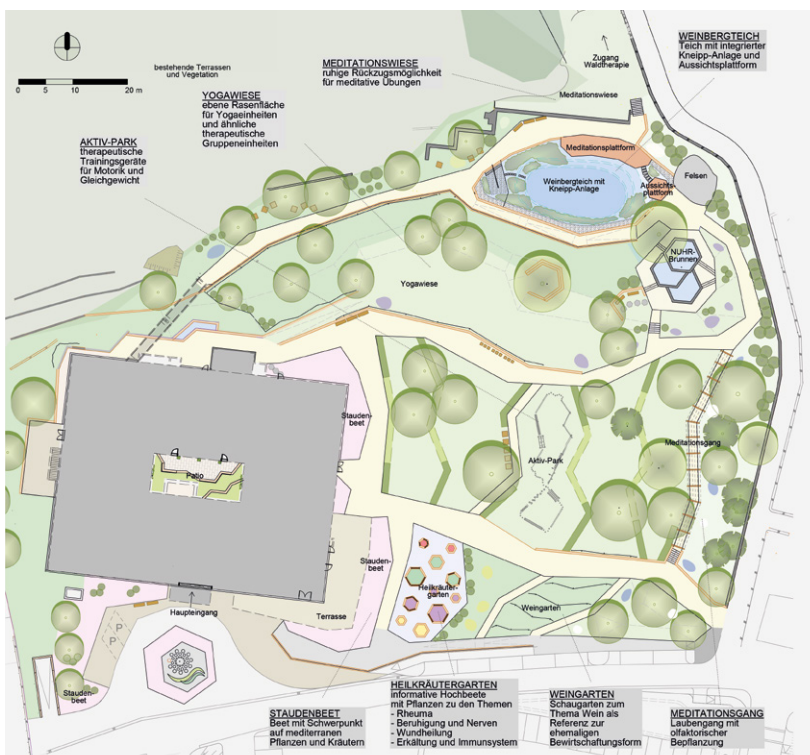 bestehende Terrassen
und Vegetation
0 5 10 20 m
MEDITATIONSWIESE
ruhige Rückzugsmöglichkeit
für meditative Übungen
Zugang
Waldtherapie
WEINBERGTEICH
Teich mit integrierter
Kneipp-Anlage und
Aussichtsplattform
YOGAWIESE
ebene Rasenfläche
für Yogaeinheiten
und ähnliche
therapeutische
Gruppeneinheiten
Meditationswiese
AKTIV-PARK
therapeutische
Trainingsgeräte
für Motorik und
Gleichgewicht
Meditationsplattform
Weinbergteich mit
Kneipp-Anlage
Aussichts-
plattform
Felsen
NUHR-
Brunnen
Yogawiese
Stauden-
beet
Meditationsgang
Aktiv-Park
Patio
Stauden-
beet
Heilkräuter-
garten
Weingarten
Haupteingang
Terrasse
P
P
Stauden-
beet
STAUDENBEET
Beet mit Schwerpunkt
auf mediterranen
Pflanzen und Kräutern
HEILKRÄUTERGARTEN
informative Hochbeete
mit Pflanzen zu den Themen
- Rheuma
- Beruhigung und Nerven
- Wundheilung
- Erkältung und Immunsystem
WEINGARTEN
Schaugarten zum
Thema Wein als
Referenz zur
ehemaligen
Bewirtschaftungsform
MEDITATIONSGANG
Laubengang mit
olfaktorischer
Bepflanzung